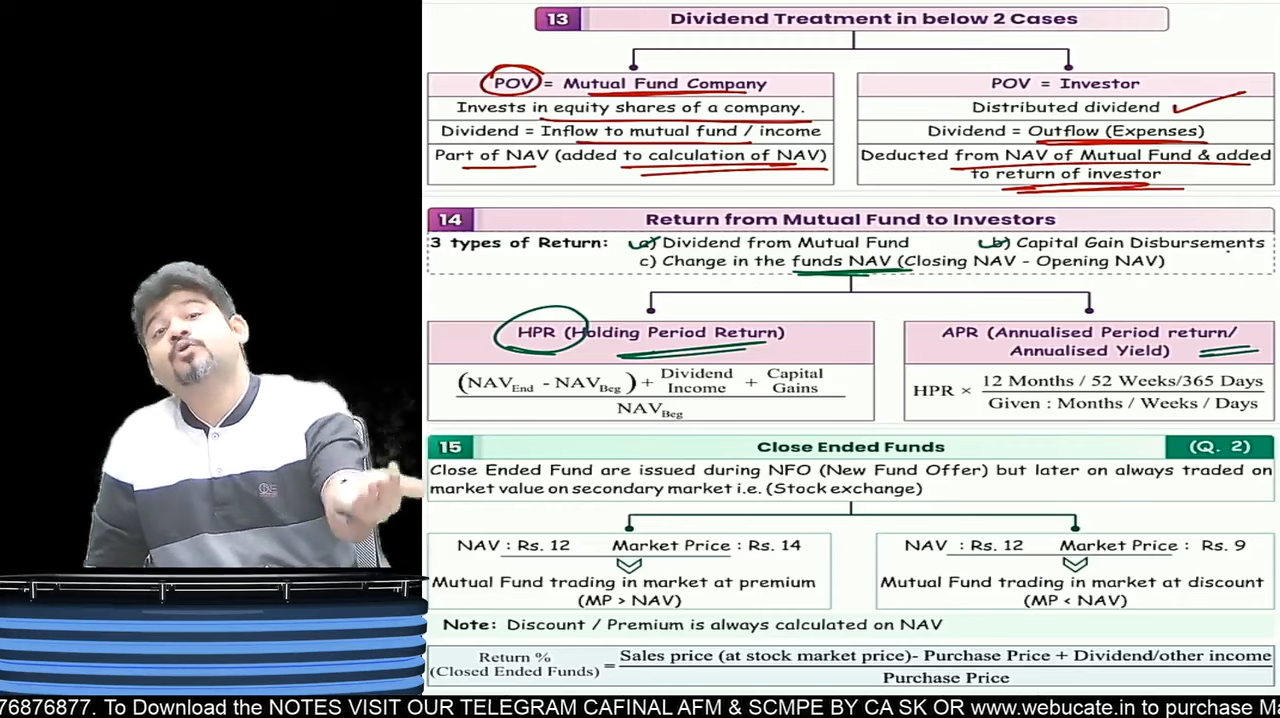 13 Dividend Treatment in below 2 Cases
POV = Mutual Fund Company
Invests in equity shares of a company.
Dividend = Inflow to mutual fund / income
Part of NAV (added to calculation of NAV)
POV = Investor
Distributed dividend
Dividend = Outflow (Expenses)
Deducted from NAV of Mutual Fund & added
to return of investor
14 Return from Mutual Fund to Investors
3 types of Return: a) Dividend from Mutual Fund b) Capital Gain Disbursements
c) Change in the funds NAV (Closing NAV - Opening NAV)
HPR (Holding Period Return)
(NAVEnd - NAVBeg) + Dividend Income + Capital Gains
NAVBeg
APR (Annualised Period return/
Annualised Yield)
HPR × 12 Months / 52 Weeks/365 Days
Given : Months / Weeks / Days
15 Close Ended Funds (Q. 2)
Close Ended Fund are issued during NFO (New Fund Offer) but later on always traded on
market value on secondary market i.e. (Stock exchange)
NAV : Rs. 12 Market Price : Rs. 14
Mutual Fund trading in market at premium
(MP > NAV)
NAV : Rs. 12 Market Price : Rs. 9
Mutual Fund trading in market at discount
(MP < NAV)
Note: Discount / Premium is always calculated on NAV
Return %
(Closed Ended Funds) = Sales price (at stock market price)- Purchase Price + Dividend/other income
Purchase Price
76876877. To Download the NOTES VISIT OUR TELEGRAM CAFINAL AFM & SCMPE BY CA SK OR www.webucate.in to purchase Ma